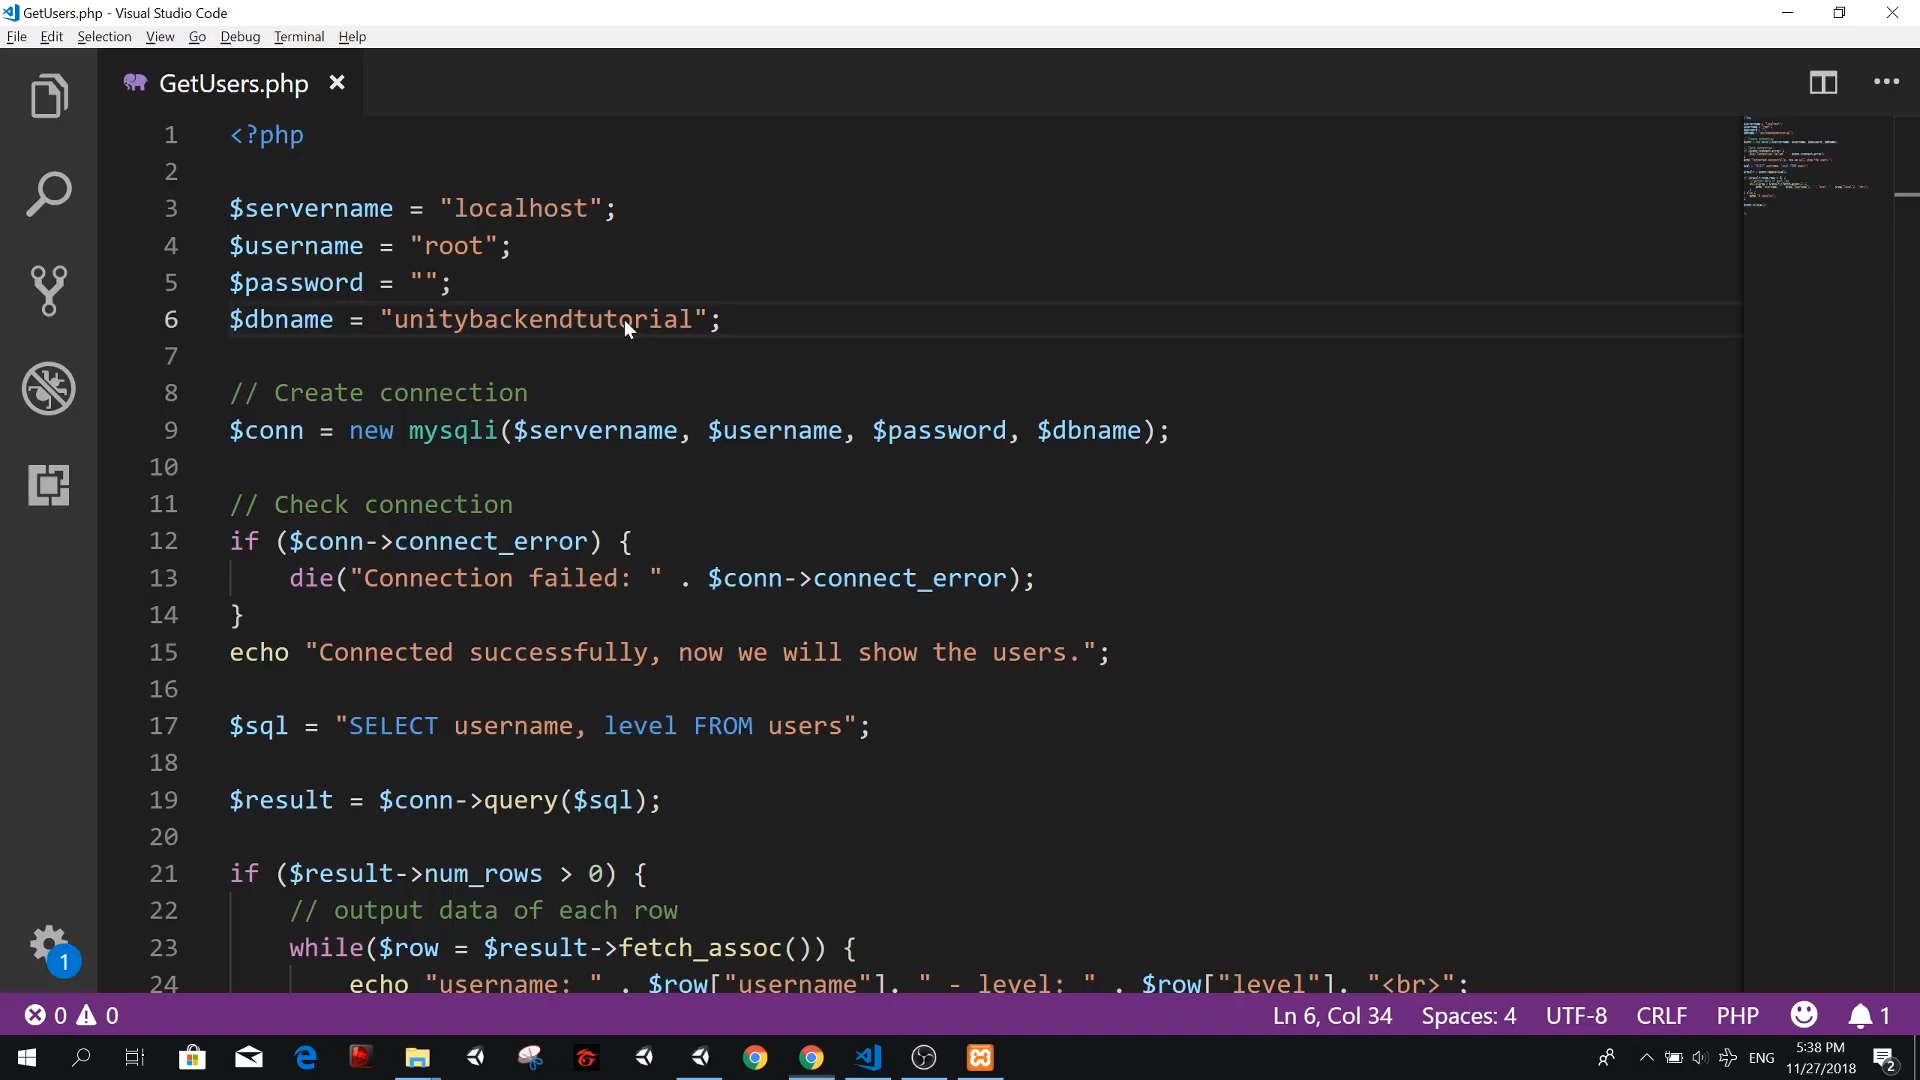 GetUsers.php - Visual Studio Code
File Edit Selection View Go Debug Terminal Help
GetUsers.php
1 <?php
2
3 $servername = "localhost";
4 $username = "root";
5 $password = "";
6 $dbname = "unitybackendtutorial";
7
8 // Create connection
9 $conn = new mysqli($servername, $username, $password, $dbname);
10
11 // Check connection
12 if ($conn->connect_error) {
13 die("Connection failed: " . $conn->connect_error);
14 }
15 echo "Connected successfully, now we will show the users.";
16
17 $sql = "SELECT username, level FROM users";
18
19 $result = $conn->query($sql);
20
21 if ($result->num_rows > 0) {
22 // output data of each row
23 while($row = $result->fetch_assoc()) {
24 echo "username: " . $row["username"]. " - level: " . $row["level"]. "<br>";
1
0 0 Ln 6, Col 34 Spaces: 4 UTF-8 CRLF PHP 1
ENG
5:38 PM
11/27/2018
2